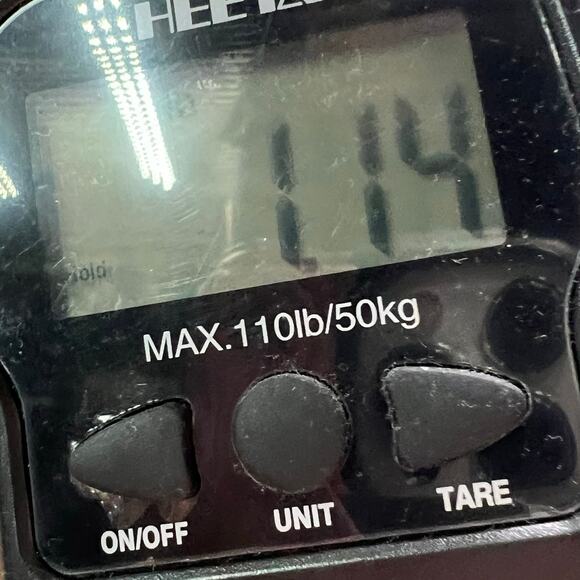 1.14
MAX.110lb/50kg
ON/OFF
UNIT
TARE